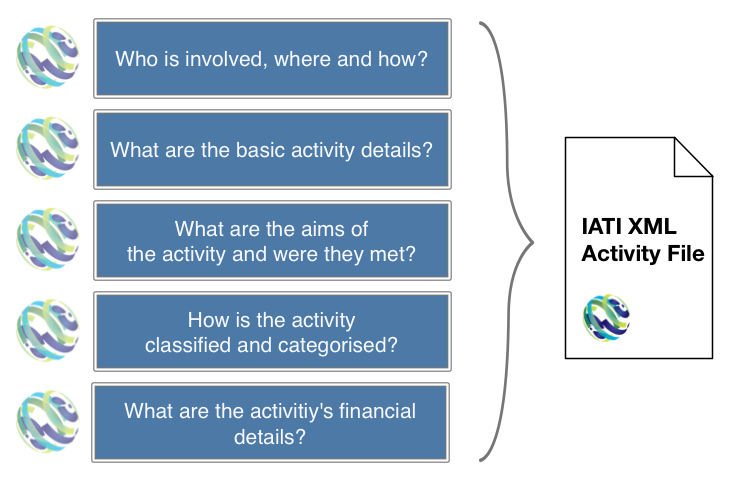 Who is involved, where and how?
What are the basic activity details?
What are the aims of
the activity and were they met?
How is the activity
classified and categorised?
What are the activitiy's financial
details?
IATI XML
Activity File